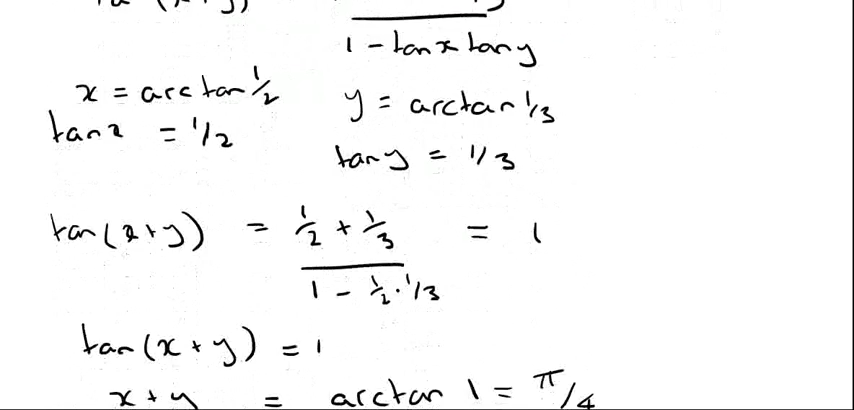 1 - tan x tan y
x = arctan 1/2
tan x = 1/2
y = arctan 1/3
tan y = 1/3
tan(x+y) = (1/2 + 1/3) / (1 - 1/2 · 1/3) = 1
tan(x + y) = 1
x + y = arctan 1 = π/4